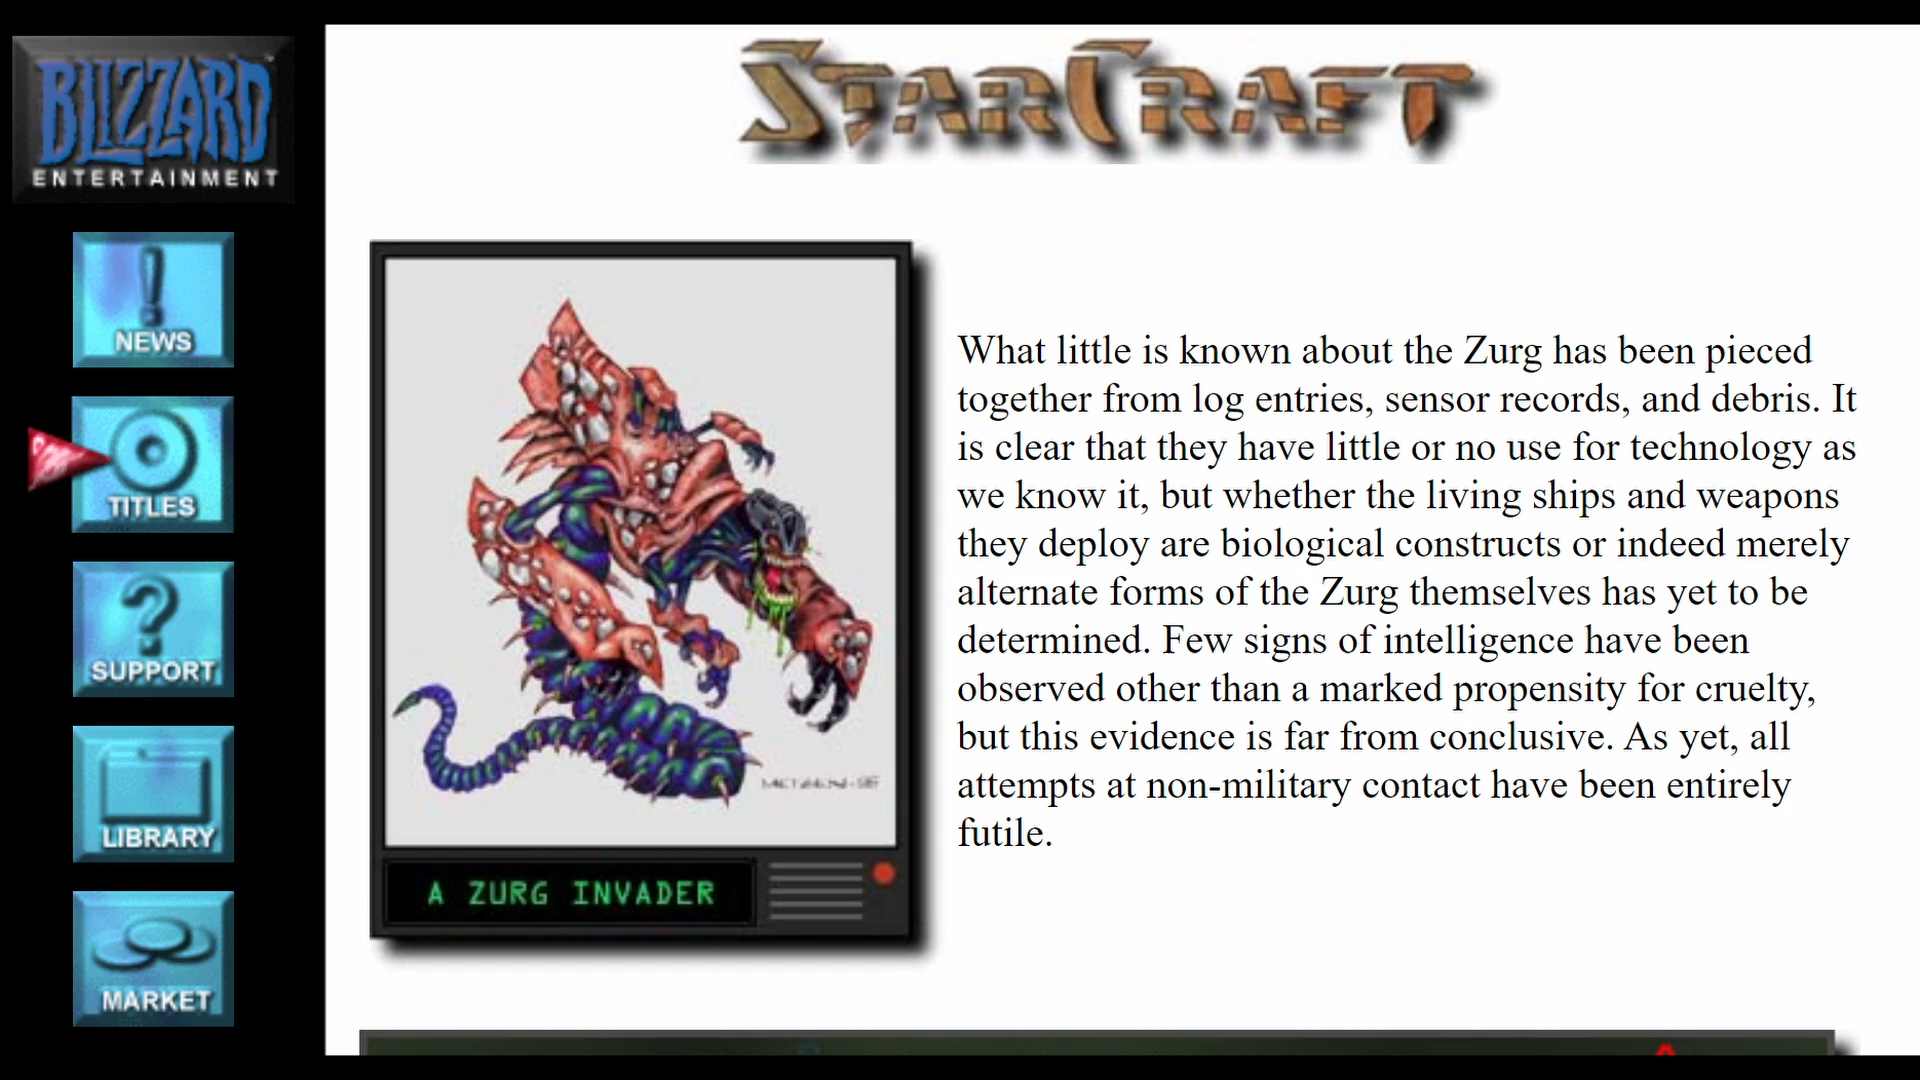 BLIZZARD
ENTERTAINMENT
NEWS
TITLES
SUPPORT
LIBRARY
MARKET
STARCRAFT
METZEN-96
A ZURG INVADER
What little is known about the Zurg has been pieced
together from log entries, sensor records, and debris. It
is clear that they have little or no use for technology as
we know it, but whether the living ships and weapons
they deploy are biological constructs or indeed merely
alternate forms of the Zurg themselves has yet to be
determined. Few signs of intelligence have been
observed other than a marked propensity for cruelty,
but this evidence is far from conclusive. As yet, all
attempts at non-military contact have been entirely
futile.